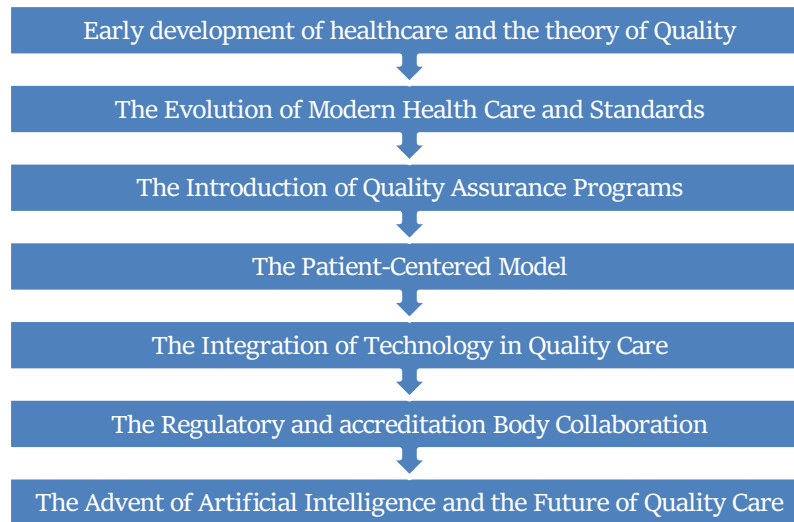 Early development of healthcare and the theory of Quality
The Evolution of Modern Health Care and Standards
The Introduction of Quality Assurance Programs
The Patient-Centered Model
The Integration of Technology in Quality Care
The Regulatory and accreditation Body Collaboration
The Advent of Artificial Intelligence and the Future of Quality Care